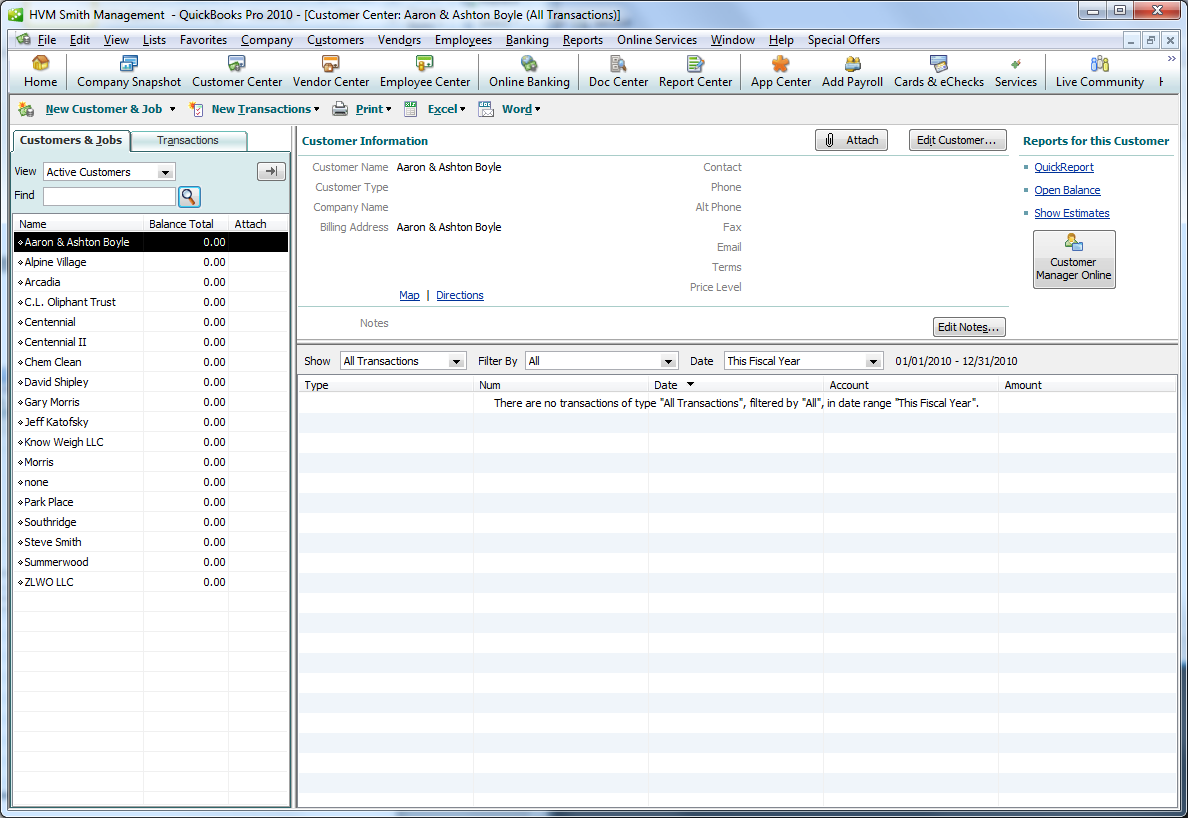 HVM Smith Management - QuickBooks Pro 2010 - [Customer Center: Aaron & Ashton Boyle (All Transactions)]
File Edit View Lists Favorites Company Customers Vendors Employees Banking Reports Online Services Window Help Special Offers
Home Company Snapshot Customer Center Vendor Center Employee Center Online Banking Doc Center Report Center App Center Add Payroll Cards & eChecks Services Live Community
New Customer & Job New Transactions Print Excel Word
Customers & Jobs Transactions
View Active Customers
Find
Name Balance Total Attach
Aaron & Ashton Boyle 0.00
Alpine Village 0.00
Arcadia 0.00
C.L. Oliphant Trust 0.00
Centennial 0.00
Centennial II 0.00
Chem Clean 0.00
David Shipley 0.00
Gary Morris 0.00
Jeff Katofsky 0.00
Know Weigh LLC 0.00
Morris 0.00
none 0.00
Park Place 0.00
Southridge 0.00
Steve Smith 0.00
Summerwood 0.00
ZLWO LLC 0.00
Customer Information Attach Edit Customer...
Customer Name Aaron & Ashton Boyle Contact
Customer Type Phone
Company Name Alt Phone
Billing Address Aaron & Ashton Boyle Fax
Email
Terms
Price Level
Map | Directions
Notes Edit Notes...
Reports for this Customer
QuickReport
Open Balance
Show Estimates
Customer
Manager Online
Show All Transactions Filter By All Date This Fiscal Year 01/01/2010 - 12/31/2010
Type Num Date Account Amount
There are no transactions of type "All Transactions", filtered by "All", in date range "This Fiscal Year".